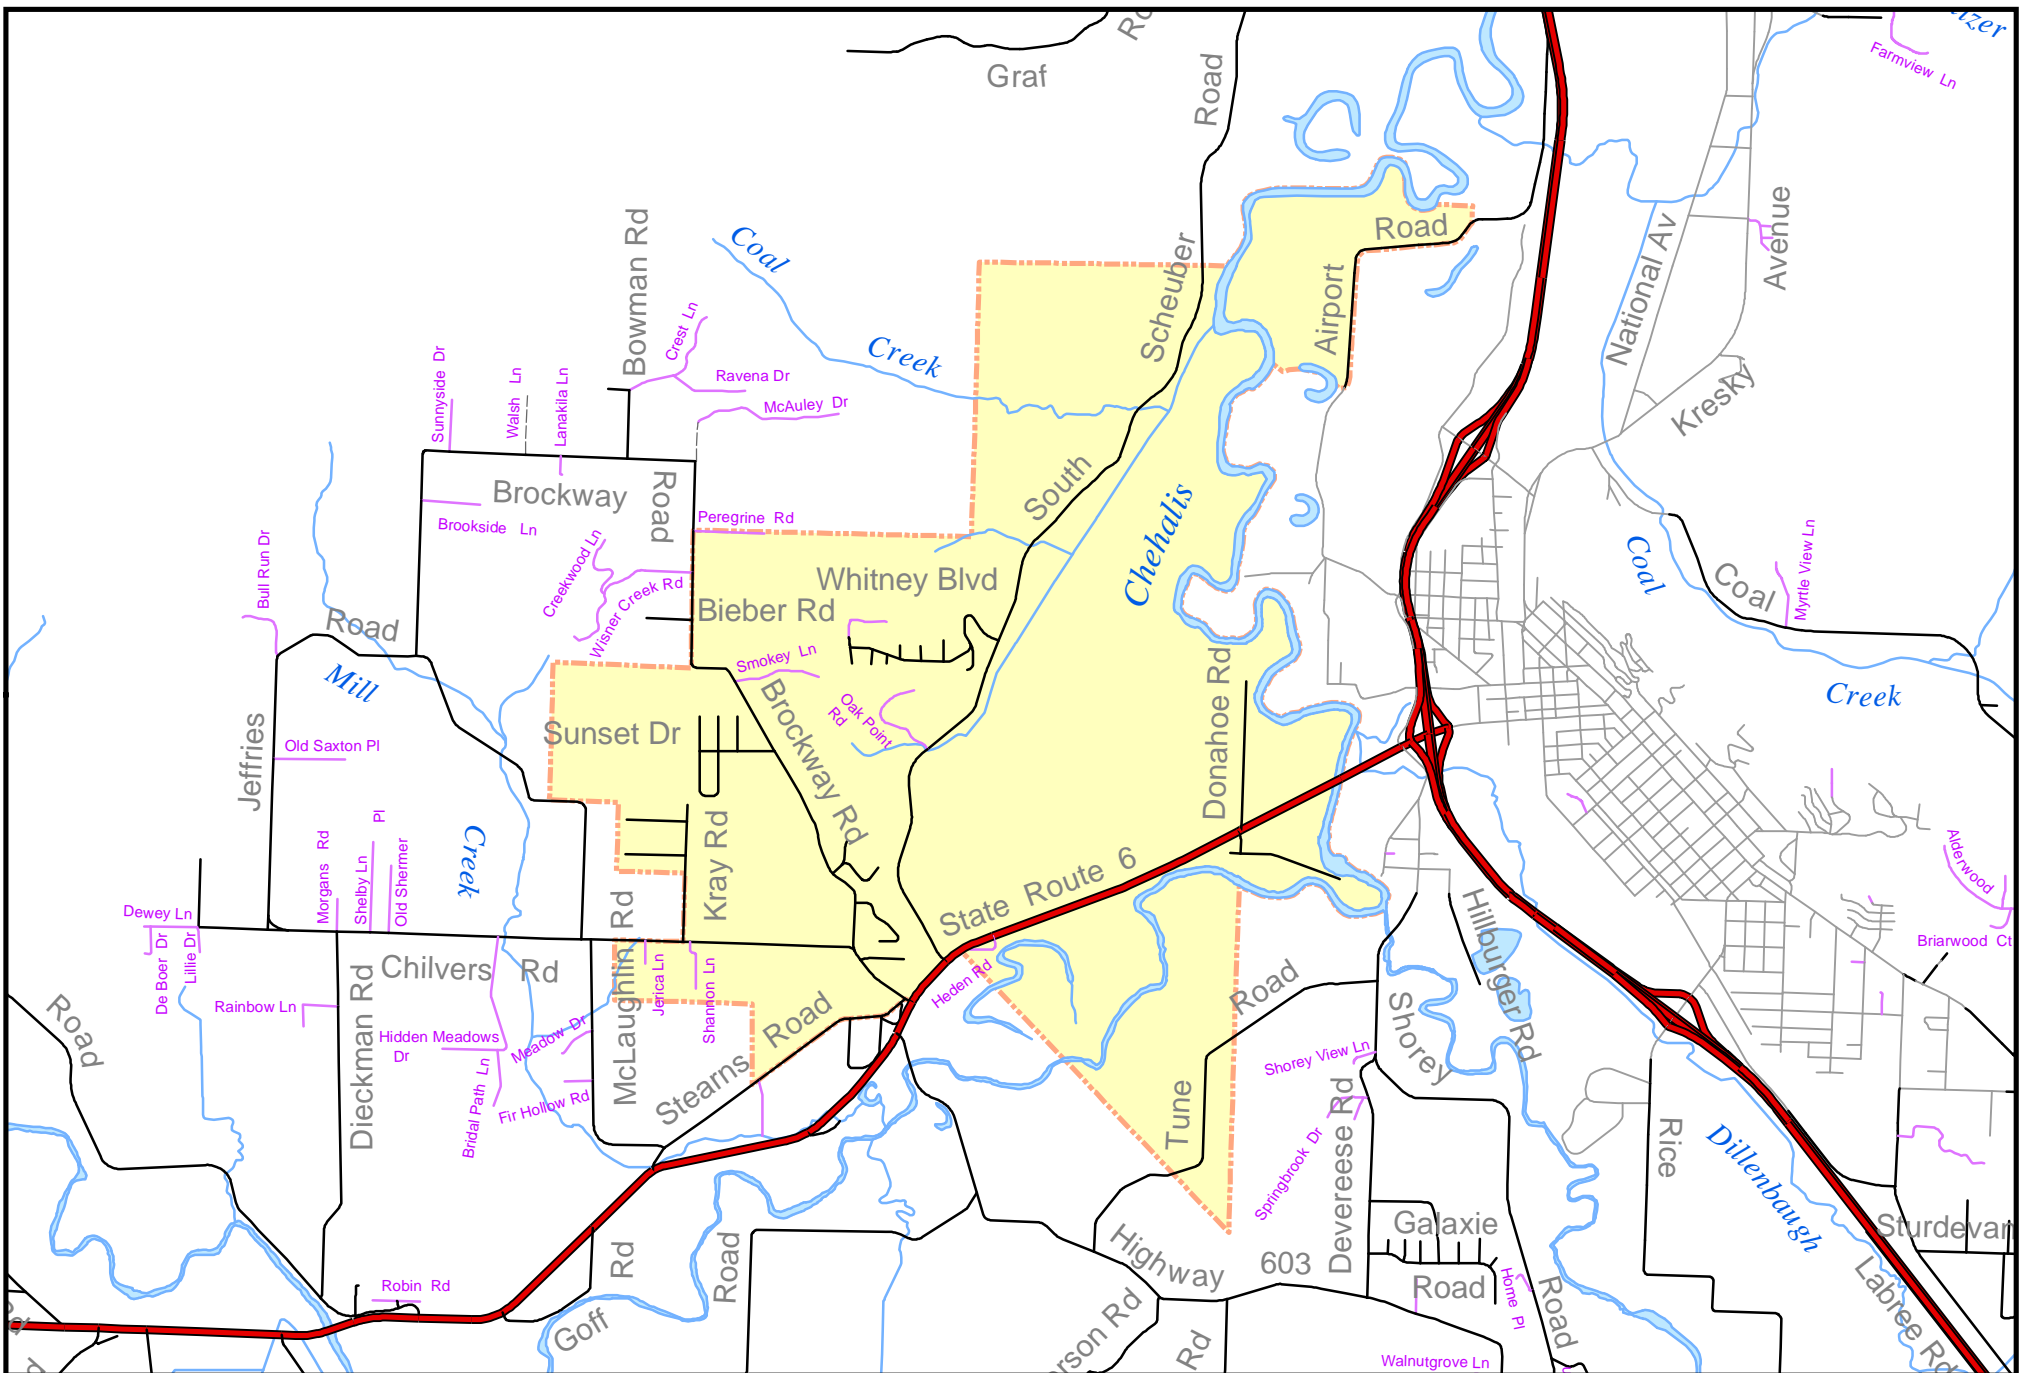 Graf
Road
Farmview Ln
Bowman Rd
Coal
Creek
Scheuber
Road
Airport
National Av
Avenue
Kresky
Crest Ln
Ravena Dr
McAuley Dr
Sunnyside Dr
Walsh Ln
Lanakila Ln
Brockway
Road
Brookside Ln
Peregrine Rd
South
Chehalis
Creekwood Ln
Wisner Creek Rd
Whitney Blvd
Bieber Rd
Bull Run Dr
Road
Mill
Coal
Coal
Myrtle View Ln
Creek
Smokey Ln
Oak Point
Rd
Brockway Rd
Sunset Dr
Donahoe Rd
Jeffries
Old Saxton Pl
Morgans Rd
Shelby Ln
Pl
Old Shermer
Creek
Kray Rd
State Route 6
Alderwood
Briarwood Ct
Dewey Ln
De Boer Dr
Lillie Dr
Chilvers Rd
McLaughlin Rd
Jerica Ln
Shannon Ln
Heden Rd
Road
Hillburger Rd
Shorey
Road
Rainbow Ln
Dieckman Rd
Hidden Meadows
Dr
Meadow Dr
Bridal Path Ln
Fir Hollow Rd
Stearns Road
Shorey View Ln
Tune
Springbrook Dr
Devereese Rd
Rice
Dillenbaugh
Sturdevan
Galaxie
Road
Highway 603
Home Pl
Road
Labree Rd
Robin Rd
Rd
Road
Goff
erson Rd
Rd
Walnutgrove Ln